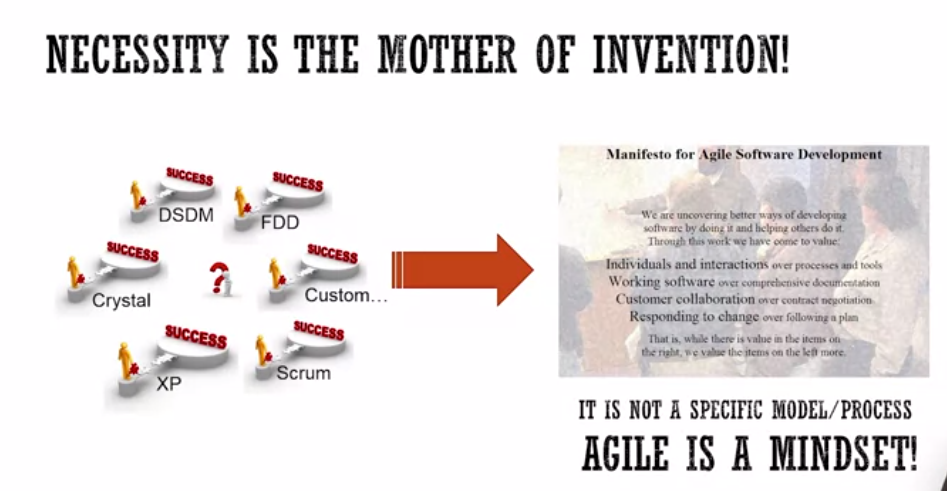 NECESSITY IS THE MOTHER OF INVENTION!
SUCCESS
DSDM
SUCCESS
FDD
SUCCESS
Crystal
?
SUCCESS
Custom...
SUCCESS
XP
SUCCESS
Scrum
Manifesto for Agile Software Development
We are uncovering better ways of developing
software by doing it and helping others do it.
Through this work we have come to value:
Individuals and interactions over processes and tools
Working software over comprehensive documentation
Customer collaboration over contract negotiation
Responding to change over following a plan
That is, while there is value in the items on
the right, we value the items on the left more.
IT IS NOT A SPECIFIC MODEL/PROCESS
AGILE IS A MINDSET!